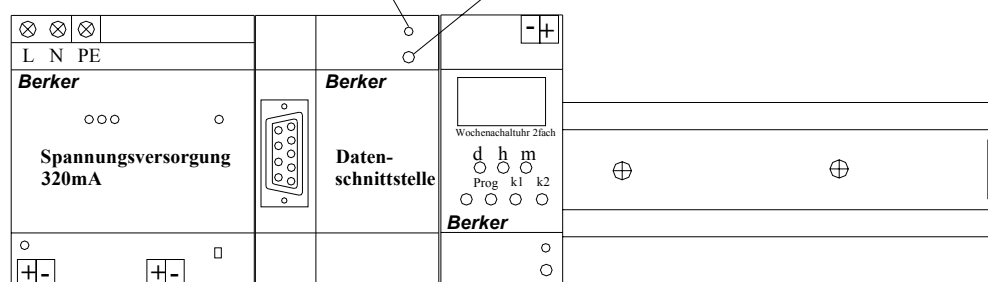 - +
L N PE
Berker
Berker
Wochenachaltuhr 2fach
Spannungsversorgung
320mA
Daten-
schnittstelle
d h m
Prog k1 k2
Berker
+ -
+ -